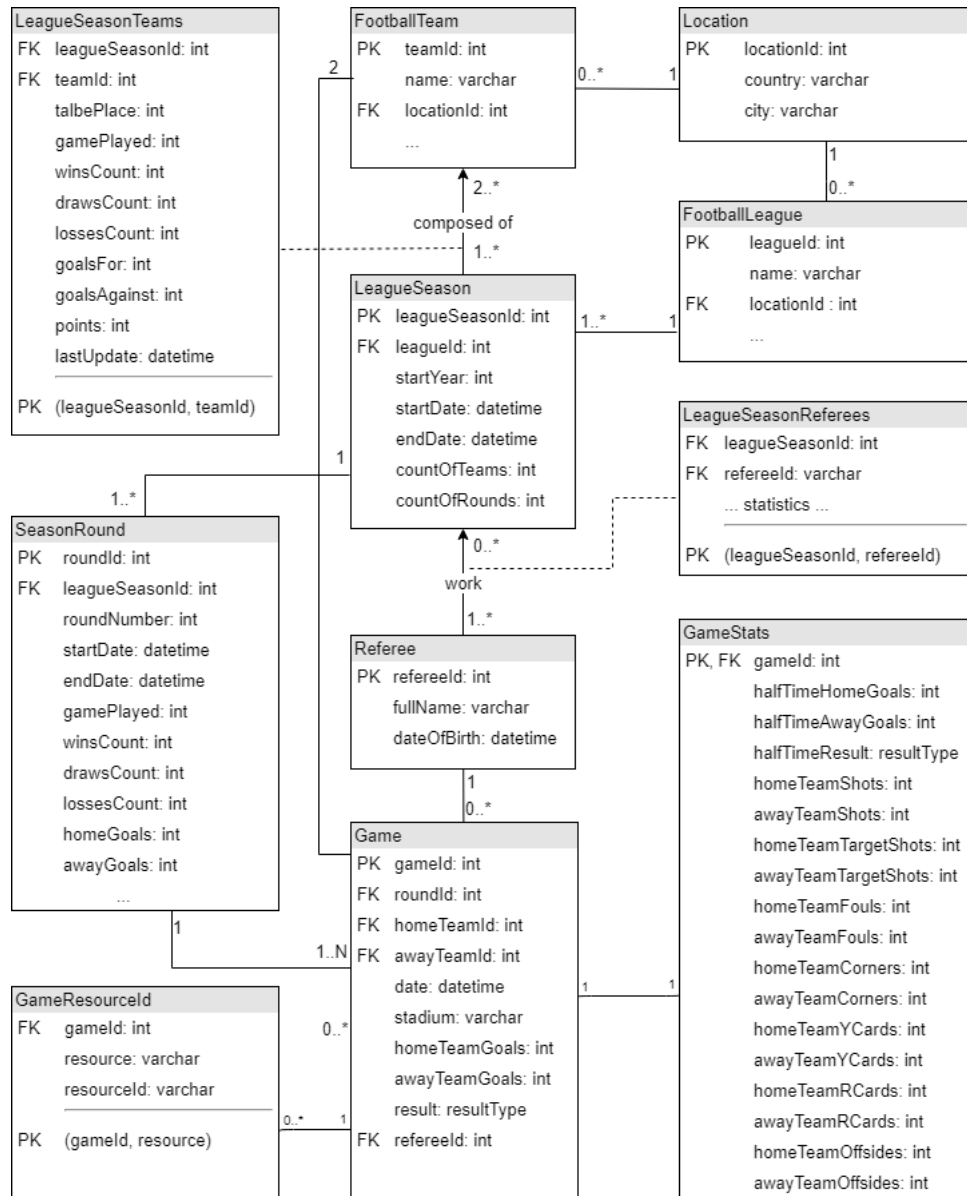 LeagueSeasonTeams
FK leagueSeasonId: int
FK teamId: int
talbePlace: int
gamePlayed: int
winsCount: int
drawsCount: int
lossesCount: int
goalsFor: int
goalsAgainst: int
points: int
lastUpdate: datetime
PK (leagueSeasonId, teamId)
FootballTeam
PK teamId: int
name: varchar
FK locationId: int
...
Location
PK locationId: int
country: varchar
city: varchar
2
0..*
1
1
0..*
2..*
composed of
1..*
FootballLeague
PK leagueId: int
name: varchar
FK locationId : int
...
LeagueSeason
PK leagueSeasonId: int
FK leagueId: int
startYear: int
startDate: datetime
endDate: datetime
countOfTeams: int
countOfRounds: int
1..*
1
1
1..*
LeagueSeasonReferees
FK leagueSeasonId: int
FK refereeId: varchar
... statistics ...
PK (leagueSeasonId, refereeId)
SeasonRound
PK roundId: int
FK leagueSeasonId: int
roundNumber: int
startDate: datetime
endDate: datetime
gamePlayed: int
winsCount: int
drawsCount: int
lossesCount: int
homeGoals: int
awayGoals: int
...
0..*
work
1..*
Referee
PK refereeId: int
fullName: varchar
dateOfBirth: datetime
1
0..*
Game
PK gameId: int
FK roundId: int
FK homeTeamId: int
FK awayTeamId: int
date: datetime
stadium: varchar
homeTeamGoals: int
awayTeamGoals: int
result: resultType
FK refereeId: int
1
1..N
0..*
1
1
GameStats
PK, FK gameId: int
halfTimeHomeGoals: int
halfTimeAwayGoals: int
halfTimeResult: resultType
homeTeamShots: int
awayTeamShots: int
homeTeamTargetShots: int
awayTeamTargetShots: int
homeTeamFouls: int
awayTeamFouls: int
homeTeamCorners: int
awayTeamCorners: int
homeTeamYCards: int
awayTeamYCards: int
homeTeamRCards: int
awayTeamRCards: int
homeTeamOffsides: int
awayTeamOffsides: int
GameResourceId
FK gameId: int
resource: varchar
resourceId: varchar
PK (gameId, resource)
0..*
1